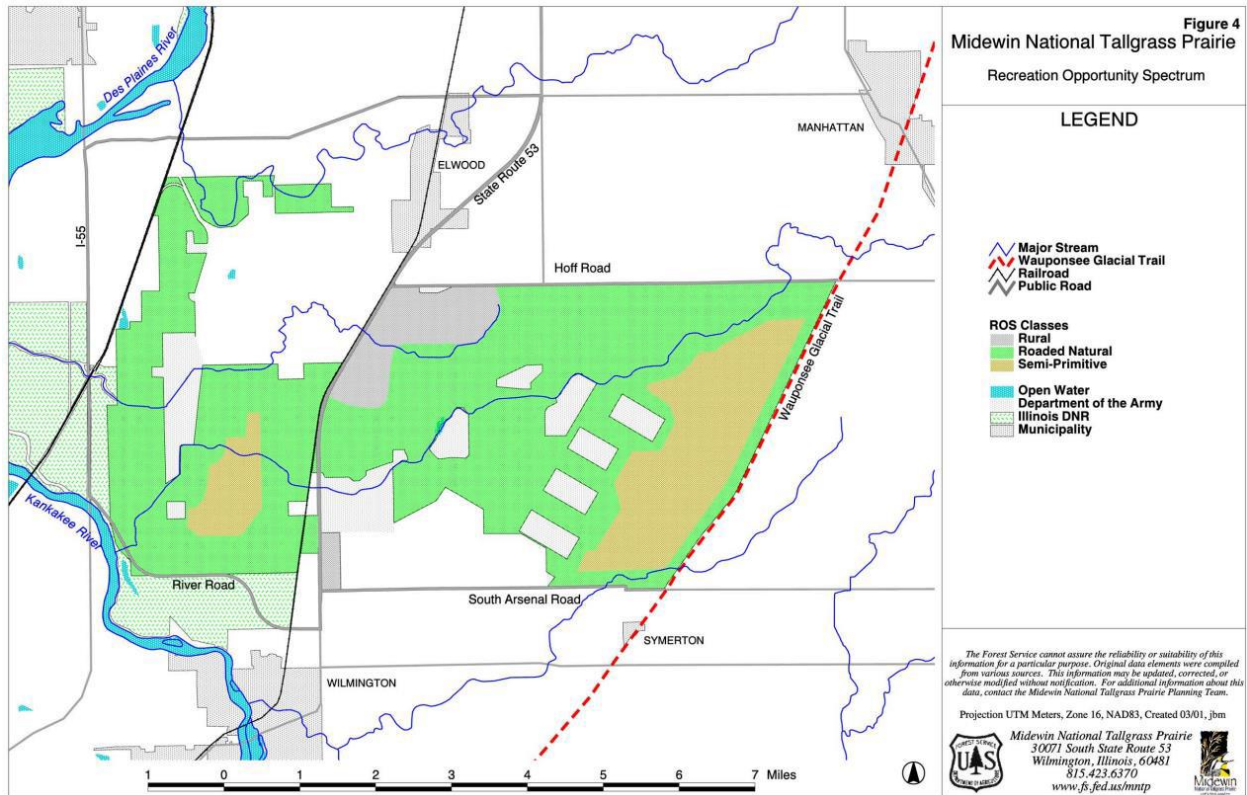 Figure 4
Midewin National Tallgrass Prairie
Recreation Opportunity Spectrum
LEGEND
Major Stream
Wauponsee Glacial Trail
Railroad
Public Road
ROS Classes
Rural
Roaded Natural
Semi-Primitive
Open Water
Department of the Army
Illinois DNR
Municipality
Des Plaines River
MANHATTAN
ELWOOD
State Route 53
I-55
Hoff Road
Wauponsee Glacial Trail
Kankakee River
River Road
South Arsenal Road
SYMERTON
WILMINGTON
1 0 1 2 3 4 5 6 7 Miles
The Forest Service cannot assure the reliability or suitability of this
information for a particular purpose. Original data elements were compiled
from various sources. This information may be updated, corrected, or
otherwise modified without notification. For additional information about this
data, contact the Midewin National Tallgrass Prairie Planning Team.
Projection UTM Meters, Zone 16, NAD83, Created 03/01, jbm
FOREST SERVICE
U S
DEPARTMENT OF AGRICULTURE
Midewin National Tallgrass Prairie
30071 South State Route 53
Wilmington, Illinois, 60481
815.423.6370
www.fs.fed.us/mntp
Midewin